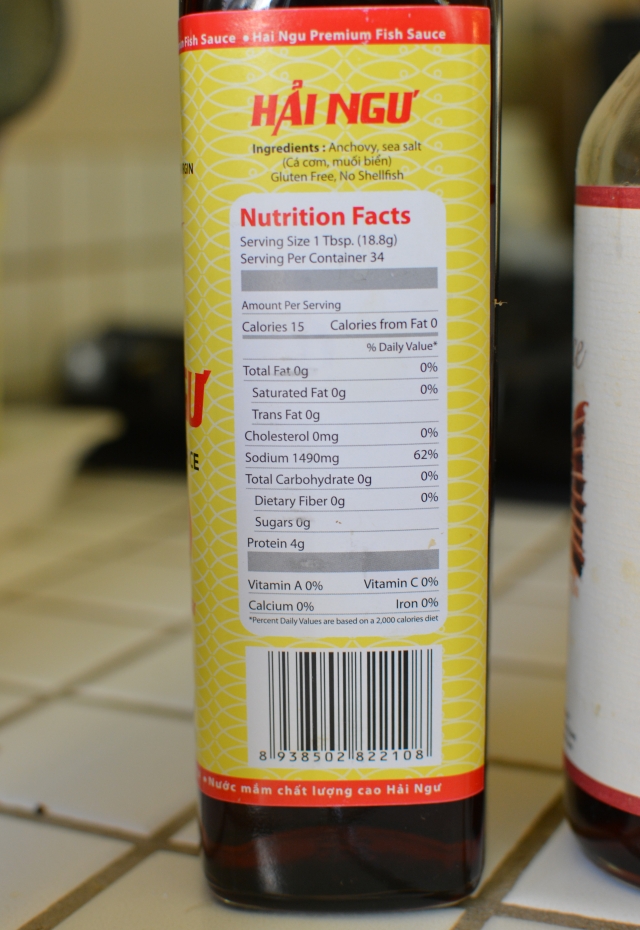 Fish Sauce • Hai Ngu Premium Fish Sauce
HẢI NGƯ
Ingredients : Anchovy, sea salt
(Cá cơm, muối biển)
Gluten Free, No Shellfish
Nutrition Facts
Serving Size 1 Tbsp. (18.8g)
Serving Per Container 34
Amount Per Serving
Calories 15 Calories from Fat 0
% Daily Value*
Total Fat 0g 0%
Saturated Fat 0g 0%
Trans Fat 0g
Cholesterol 0mg 0%
Sodium 1490mg 62%
Total Carbohydrate 0g 0%
Dietary Fiber 0g 0%
Sugars 0g
Protein 4g
Vitamin A 0% Vitamin C 0%
Calcium 0% Iron 0%
*Percent Daily Values are based on a 2,000 calories diet
8 938502 822108
• Nước mắm chất lượng cao Hải Ngư